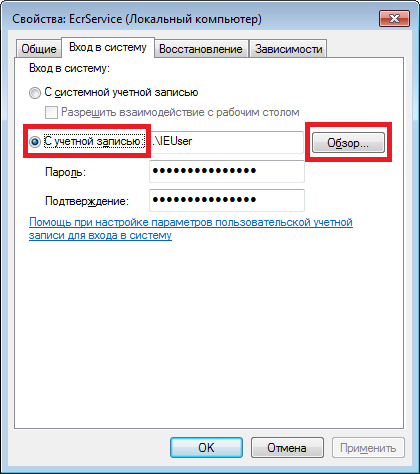 Свойства: EcrService (Локальный компьютер)
Общие Вход в систему Восстановление Зависимости
Вход в систему:
С системной учетной записью
Разрешить взаимодействие с рабочим столом
С учетной записью: .\IEUser Обзор...
Пароль: ●●●●●●●●●●●●●●●
Подтверждение: ●●●●●●●●●●●●●●●
Помощь при настройке параметров пользовательской учетной
записи для входа в систему
OK Отмена Применить